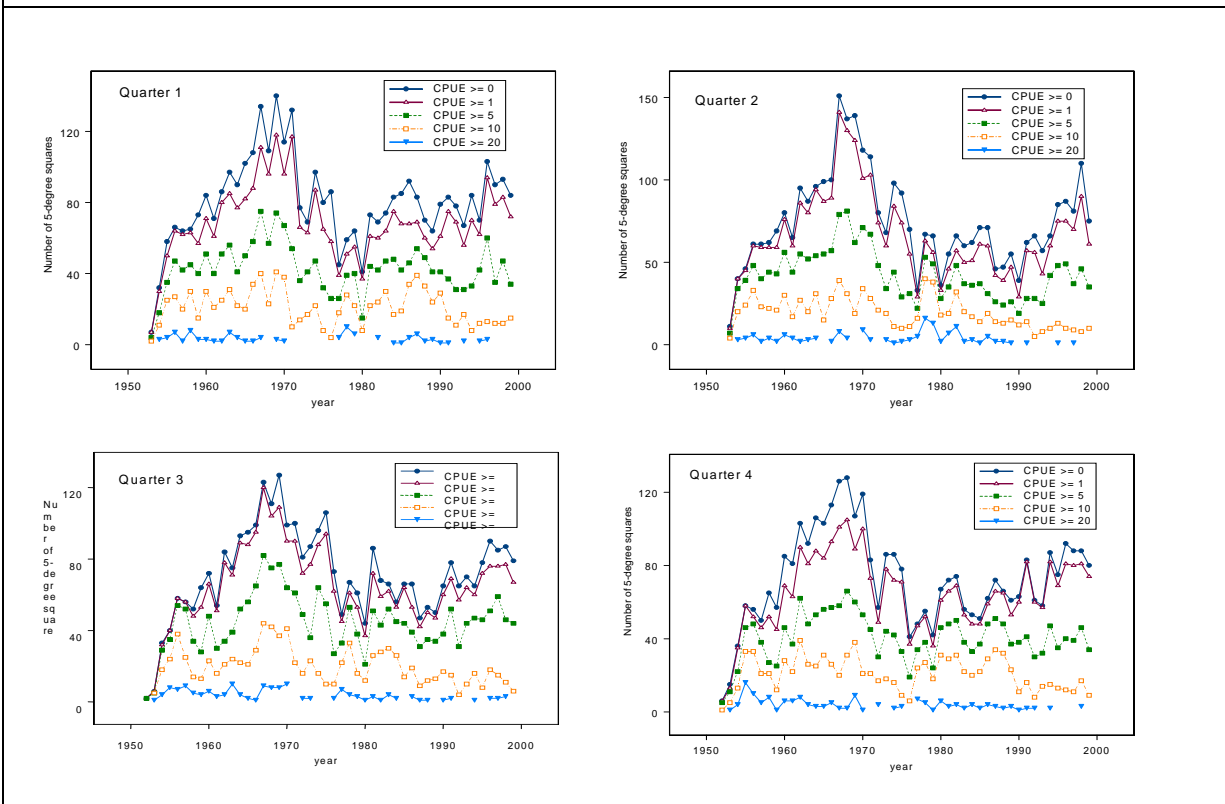 Quarter 1
CPUE >= 0
CPUE >= 1
CPUE >= 5
CPUE >= 10
CPUE >= 20
Number of 5-degree squares
120
80
40
0
1950 1960 1970 1980 1990 2000
year
Quarter 2
CPUE >= 0
CPUE >= 1
CPUE >= 5
CPUE >= 10
CPUE >= 20
Number of 5-degree squares
150
100
50
0
1950 1960 1970 1980 1990 2000
year
Quarter 3
CPUE >=
CPUE >=
CPUE >=
CPUE >=
CPUE >=
Nu
mbe
r of
5-de
gree
squa
re
120
80
40
0
1950 1960 1970 1980 1990 2000
year
Quarter 4
CPUE >= 0
CPUE >= 1
CPUE >= 5
CPUE >= 10
CPUE >= 20
Number of 5-degree squares
120
80
40
0
1950 1960 1970 1980 1990 2000
year